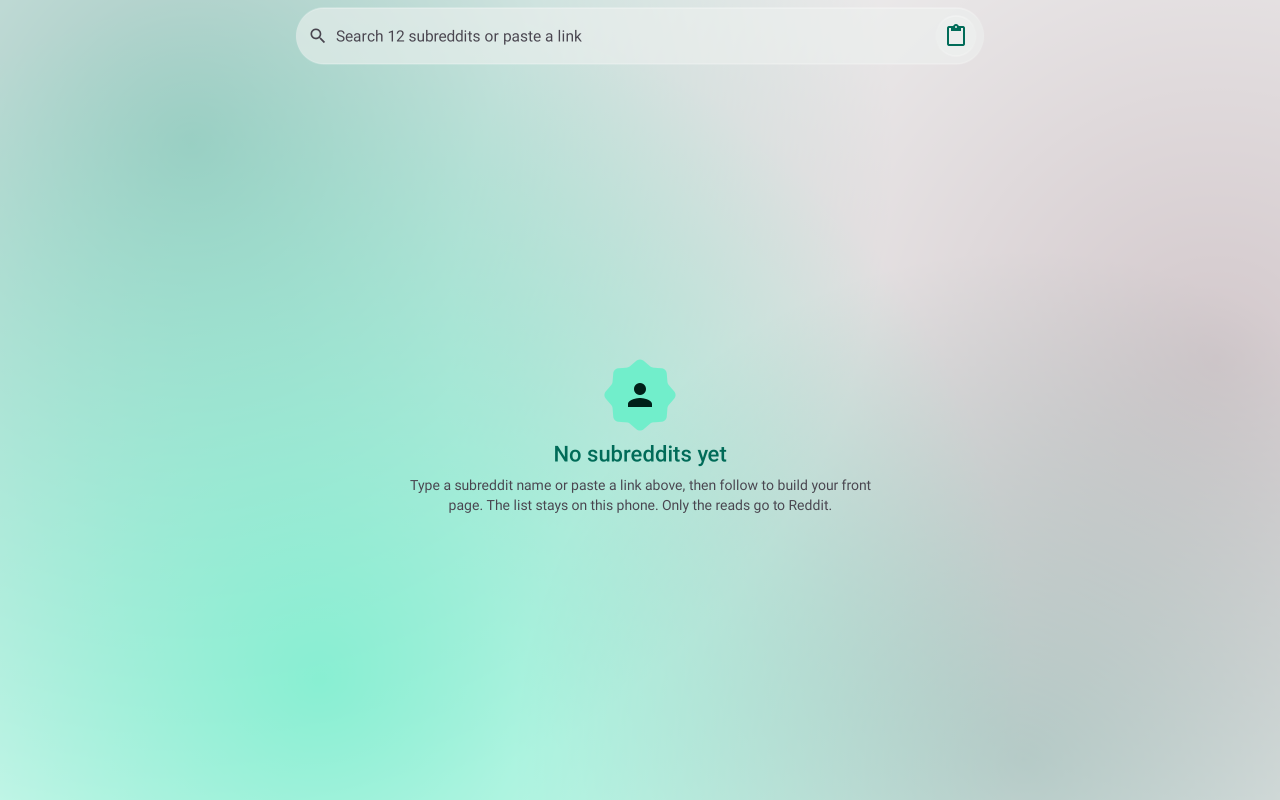 Search 12 subreddits or paste a link
No subreddits yet
Type a subreddit name or paste a link above, then follow to build your front
page. The list stays on this phone. Only the reads go to Reddit.